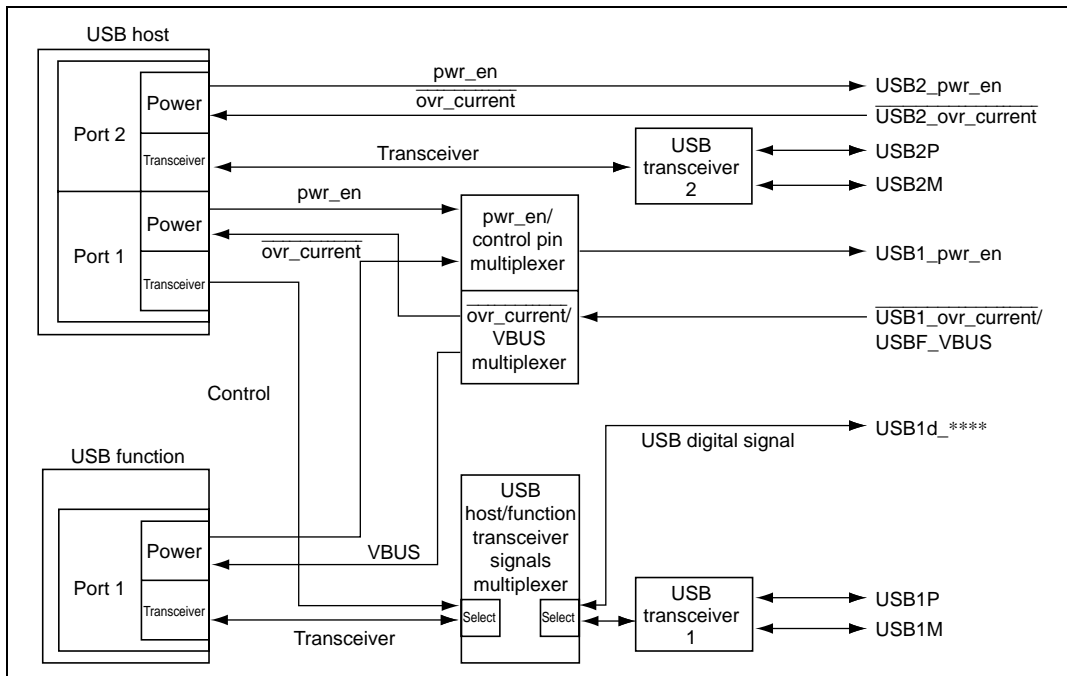 USB host
Port 2
Power
Transceiver
Port 1
Power
Transceiver
pwr_en
ovr_current
Transceiver
USB
transceiver
2
USB2_pwr_en
USB2_ovr_current
USB2P
USB2M
pwr_en
ovr_current
pwr_en/
control pin
multiplexer
ovr_current/
VBUS
multiplexer
USB1_pwr_en
USB1_ovr_current/
USBF_VBUS
Control
USB digital signal
USB1d_****
USB function
Port 1
Power
Transceiver
VBUS
Transceiver
USB
host/function
transceiver
signals
multiplexer
Select
Select
USB
transceiver
1
USB1P
USB1M